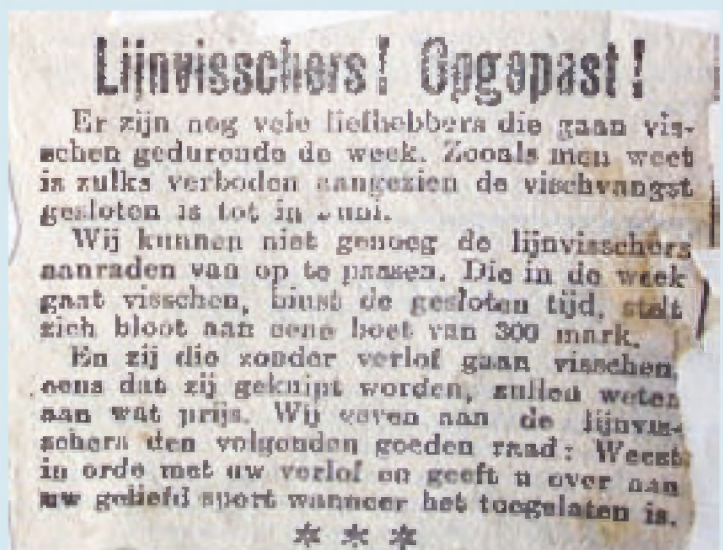 Lijnvisschers! Opgepast!
Er zijn nog vele liefhebbers die gaan vis-
schen gedurende de week. Zooals men weet
is zulks verboden aangezien de vischvangst
gesloten is tot in Juni.
Wij kunnen niet genoeg de lijnvisschers
aanraden van op te passen. Die in de week
gaat visschen, binst de gesloten tijd, stelt
zich bloot aan eene boet van 300 mark.
En zij die zonder verlof gaan visschen,
eens dat zij geknipt worden, zullen weten
aan wat prijs. Wij geven aan de lijnvis-
schers den volgenden goeden raad: Weest
in orde met uw verlof en geeft u over aan
uw geliefd sport wanneer het toegelaten is.
* * *